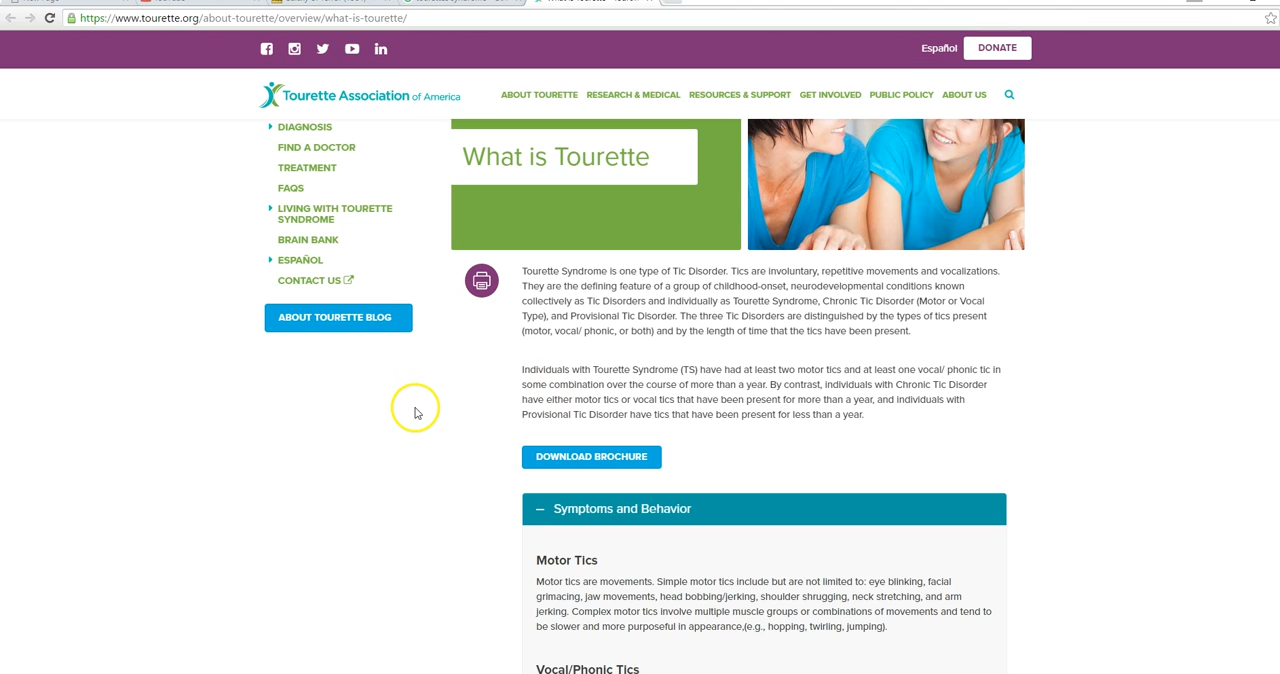 https://www.tourette.org/about-tourette/overview/what-is-tourette/
Español
DONATE
Tourette Association of America
ABOUT TOURETTE
RESEARCH & MEDICAL
RESOURCES & SUPPORT
GET INVOLVED
PUBLIC POLICY
ABOUT US
DIAGNOSIS
FIND A DOCTOR
TREATMENT
FAQS
LIVING WITH TOURETTE
SYNDROME
BRAIN BANK
ESPAÑOL
CONTACT US
ABOUT TOURETTE BLOG
What is Tourette
Tourette Syndrome is one type of Tic Disorder. Tics are involuntary, repetitive movements and vocalizations.
They are the defining feature of a group of childhood-onset, neurodevelopmental conditions known
collectively as Tic Disorders and individually as Tourette Syndrome, Chronic Tic Disorder (Motor or Vocal
Type), and Provisional Tic Disorder. The three Tic Disorders are distinguished by the types of tics present
(motor, vocal/ phonic, or both) and by the length of time that the tics have been present.
Individuals with Tourette Syndrome (TS) have had at least two motor tics and at least one vocal/ phonic tic in
some combination over the course of more than a year. By contrast, individuals with Chronic Tic Disorder
have either motor tics or vocal tics that have been present for more than a year, and individuals with
Provisional Tic Disorder have tics that have been present for less than a year.
DOWNLOAD BROCHURE
Symptoms and Behavior
Motor Tics
Motor tics are movements. Simple motor tics include but are not limited to: eye blinking, facial
grimacing, jaw movements, head bobbing/jerking, shoulder shrugging, neck stretching, and arm
jerking. Complex motor tics involve multiple muscle groups or combinations of movements and tend to
be slower and more purposeful in appearance,(e.g., hopping, twirling, jumping).
Vocal/Phonic Tics